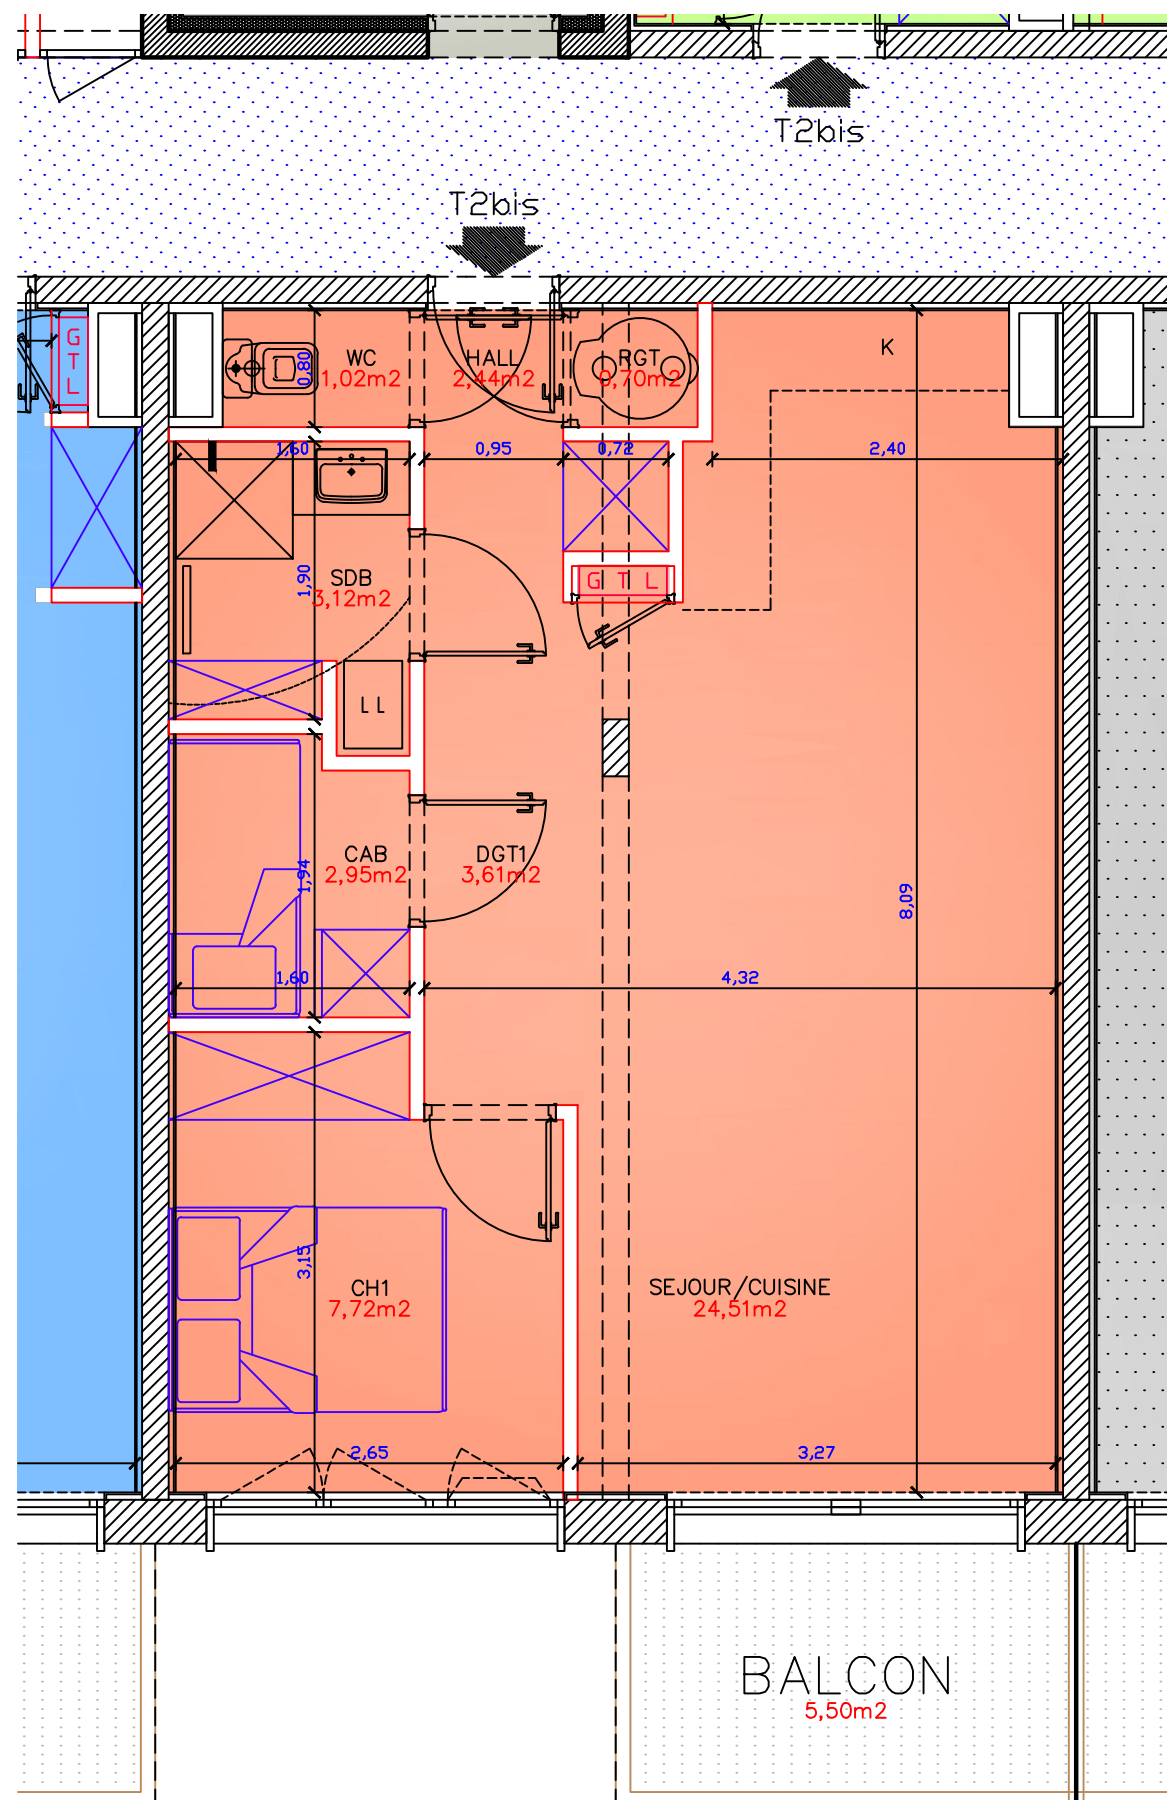 T2bis
T2bis
G
T
L
WC
1,02m2
0,80
HALL
2,44m2
RGT
0,70m2
K
1,60
0,95
0,72
2,40
1,90
SDB
3,12m2
G T L
LL
CAB
2,95m2
1,94
DGT1
3,61m2
8,09
1,60
4,32
3,15
CH1
7,72m2
SEJOUR/CUISINE
24,51m2
2,65
3,27
BALCON
5,50m2